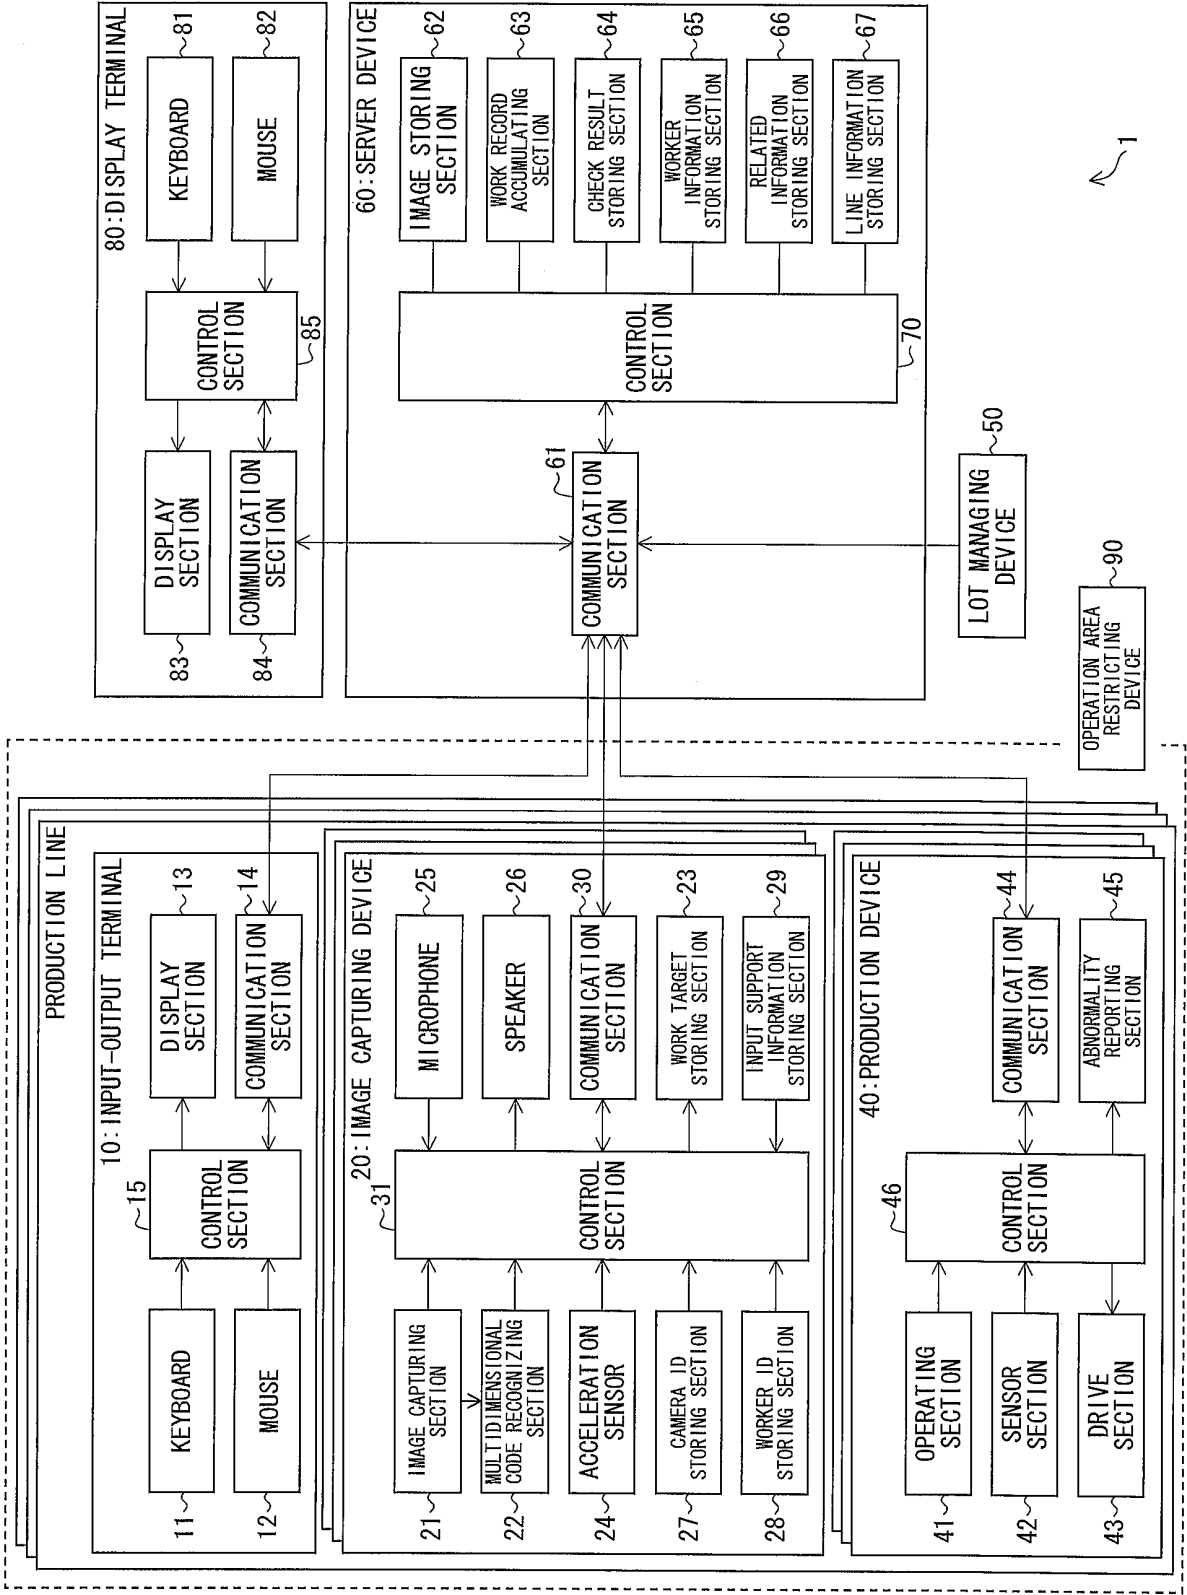 1
PRODUCTION LINE
10:INPUT-OUTPUT TERMINAL
11
KEYBOARD
12
MOUSE
15
CONTROL
SECTION
DISPLAY
SECTION
13
COMMUNICATION
SECTION
14
20:IMAGE CAPTURING DEVICE
21
IMAGE CAPTURING
SECTION
22
MULTIDIMENSIONAL
CODE RECOGNIZING
SECTION
24
ACCELERATION
SENSOR
27
CAMERA ID
STORING SECTION
28
WORKER ID
STORING SECTION
31
CONTROL
SECTION
MICROPHONE
25
SPEAKER
26
COMMUNICATION
SECTION
30
WORK TARGET
STORING SECTION
23
INPUT SUPPORT
INFORMATION
STORING SECTION
29
40:PRODUCTION DEVICE
41
OPERATING
SECTION
42
SENSOR
SECTION
43
DRIVE
SECTION
46
CONTROL
SECTION
COMMUNICATION
SECTION
44
ABNORMALITY
REPORTING
SECTION
45
80:DISPLAY TERMINAL
83
DISPLAY
SECTION
84
COMMUNICATION
SECTION
CONTROL
SECTION
85
KEYBOARD
81
MOUSE
82
60:SERVER DEVICE
COMMUNICATION
SECTION
61
CONTROL
SECTION
70
IMAGE STORING
SECTION
62
WORK RECORD
ACCUMULATING
SECTION
63
CHECK RESULT
STORING SECTION
64
WORKER
INFORMATION
STORING SECTION
65
RELATED
INFORMATION
STORING SECTION
66
LINE INFORMATION
STORING SECTION
67
LOT MANAGING
DEVICE
50
OPERATION AREA
RESTRICTING
DEVICE
90